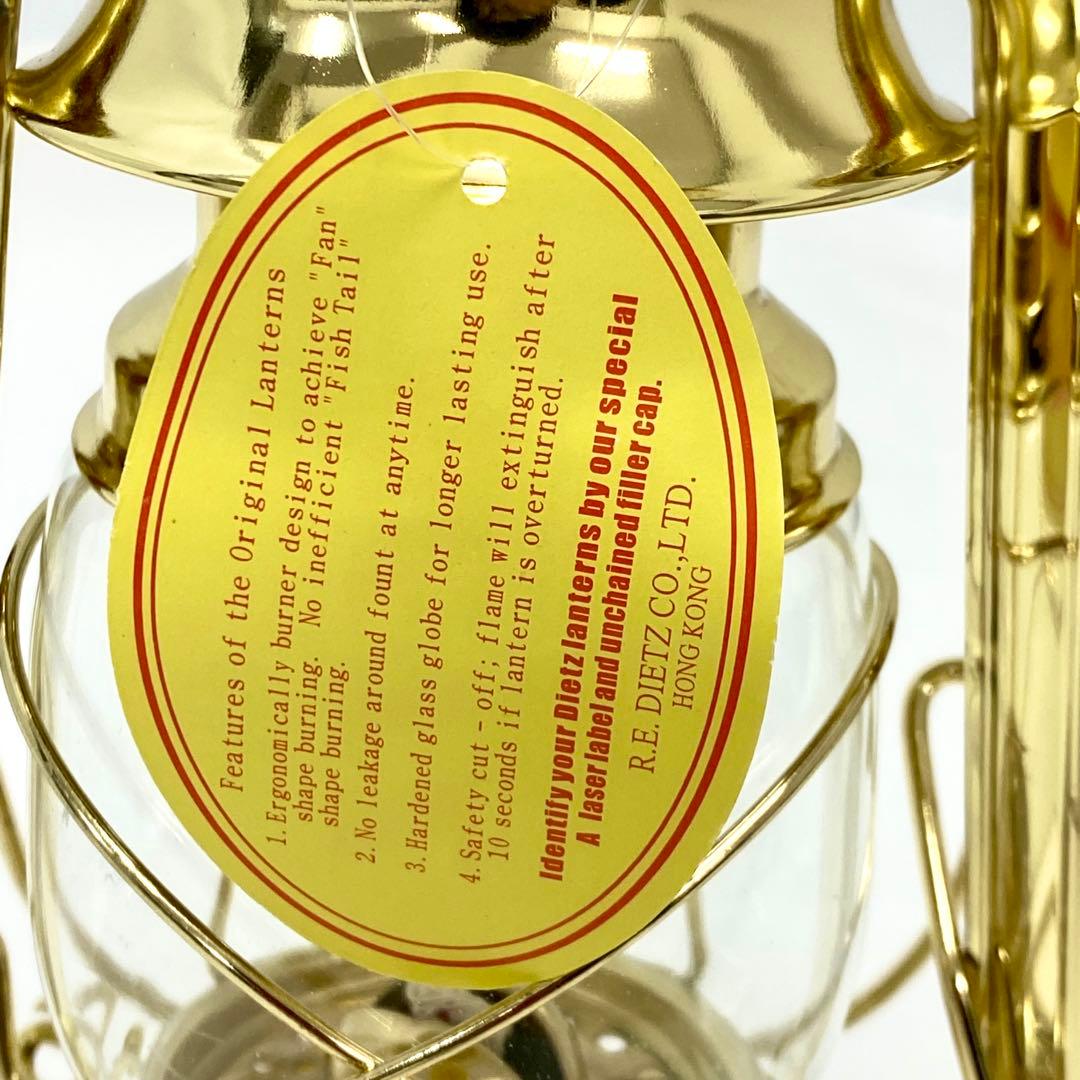 Features of the Original Lanterns
1. Ergonomically burner design to achieve "Fan"
shape burning. No inefficient "Fish Tail"
shape burning.
2. No leakage around fount at anytime.
3. Hardened glass globe for longer lasting use.
4. Safety cut - off; flame will extinguish after
10 seconds if lantern is overturned.
Identify your Dietz lanterns by our special
A laser label and unchained filler cap.
R.E. DIETZ CO.,LTD.
HONG KONG